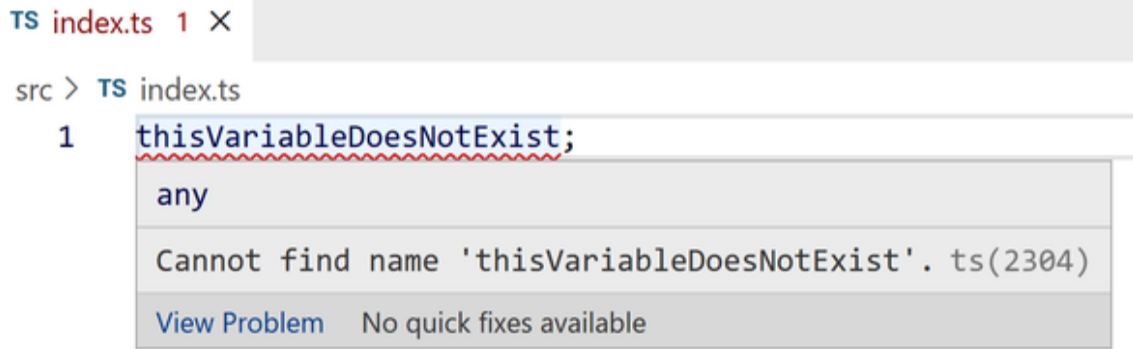 TS index.ts 1 ×
src > TS index.ts
1 thisVariableDoesNotExist;
any
Cannot find name 'thisVariableDoesNotExist'. ts(2304)
View Problem No quick fixes available